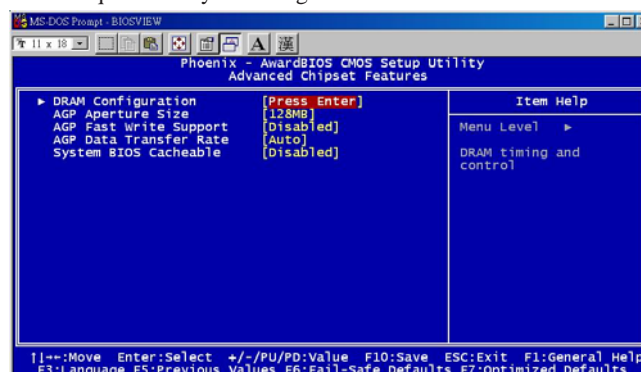 MS-DOS Prompt - BIOSVIEW
11 x 18 A 漢
Phoenix - AwardBIOS CMOS Setup Utility
Advanced Chipset Features
▶ DRAM Configuration [Press Enter]
AGP Aperture Size [128MB]
AGP Fast Write Support [Disabled]
AGP Data Transfer Rate [Auto]
System BIOS Cacheable [Disabled]
Item Help
Menu Level ▶
DRAM timing and
control
↑↓→←:Move Enter:Select +/-/PU/PD:Value F10:Save ESC:Exit F1:General Help
F3:Language F5:Previous Values F6:Fail-Safe Defaults F7:Optimized Defaults